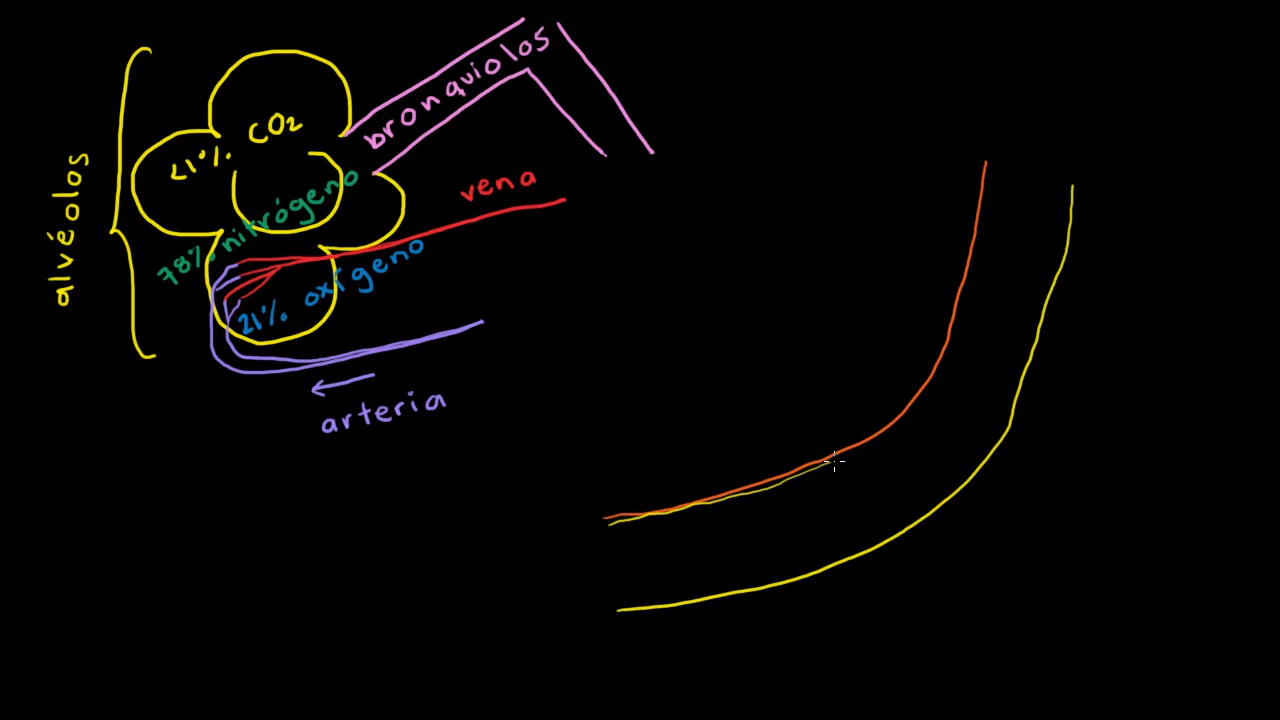 bronquiolos
CO2
<1%
alvéolos
78% nitrógeno
vena
21% oxígeno
arteria